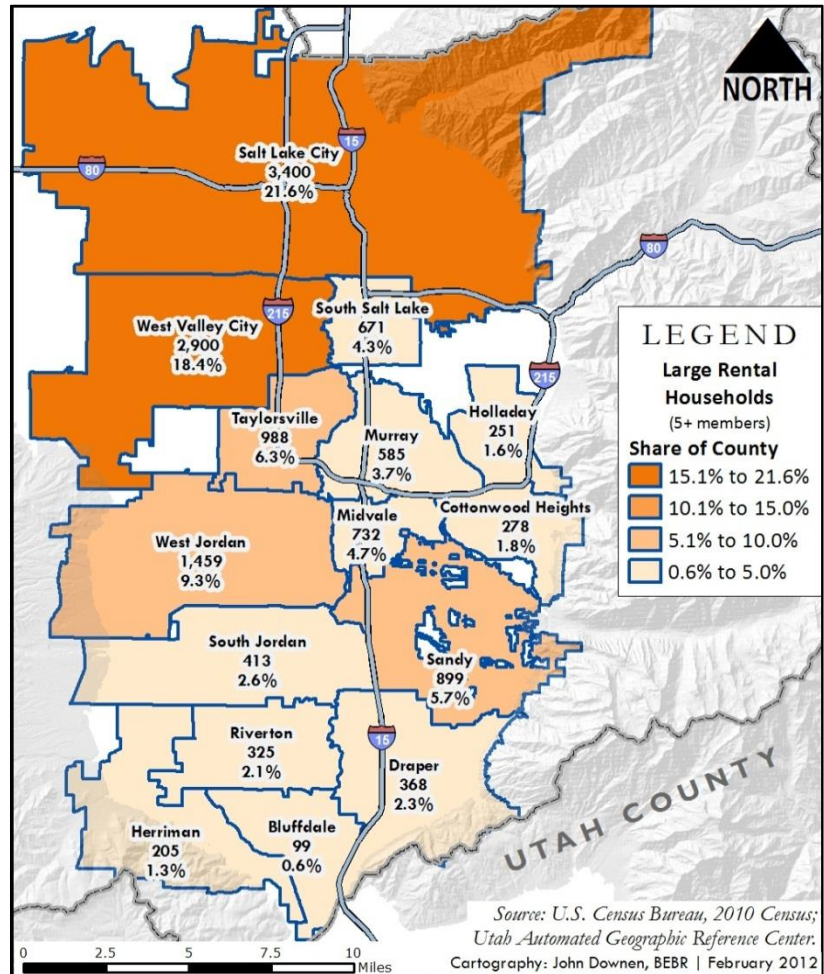 NORTH
15
Salt Lake City
3,400
21.6%
80
80
215
West Valley City
2,900
18.4%
South Salt Lake
671
4.3%
LEGEND
Large Rental
Households
(5+ members)
Share of County
15.1% to 21.6%
10.1% to 15.0%
5.1% to 10.0%
0.6% to 5.0%
215
Taylorsville
988
6.3%
Murray
585
3.7%
Holladay
251
1.6%
Midvale
732
4.7%
Cottonwood Heights
278
1.8%
West Jordan
1,459
9.3%
South Jordan
413
2.6%
Sandy
899
5.7%
Riverton
325
2.1%
15
Draper
368
2.3%
Herriman
205
1.3%
Bluffdale
99
0.6%
UTAH COUNTY
Source: U.S. Census Bureau, 2010 Census;
Utah Automated Geographic Reference Center.
Cartography: John Downen, BEBR | February 2012
0 2.5 5 7.5 10
Miles